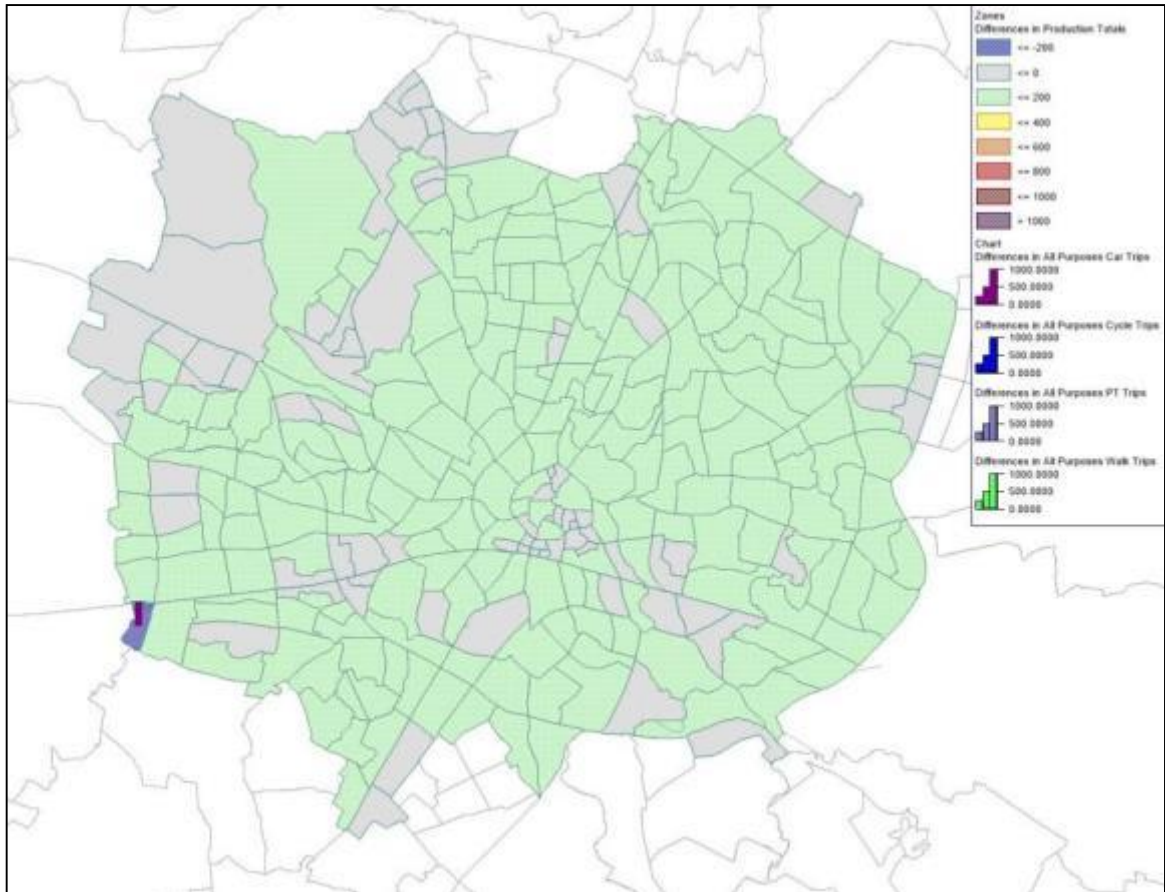 Zones
Differences in Production Totals
<= -200
<= 0
<= 200
<= 400
<= 600
<= 800
<= 1000
> 1000
Chart
Differences in All Purposes Car Trips
1000.0000
500.0000
0.0000
Differences in All Purposes Cycle Trips
1000.0000
500.0000
0.0000
Differences in All Purposes PT Trips
1000.0000
500.0000
0.0000
Differences in All Purposes Walk Trips
1000.0000
500.0000
0.0000